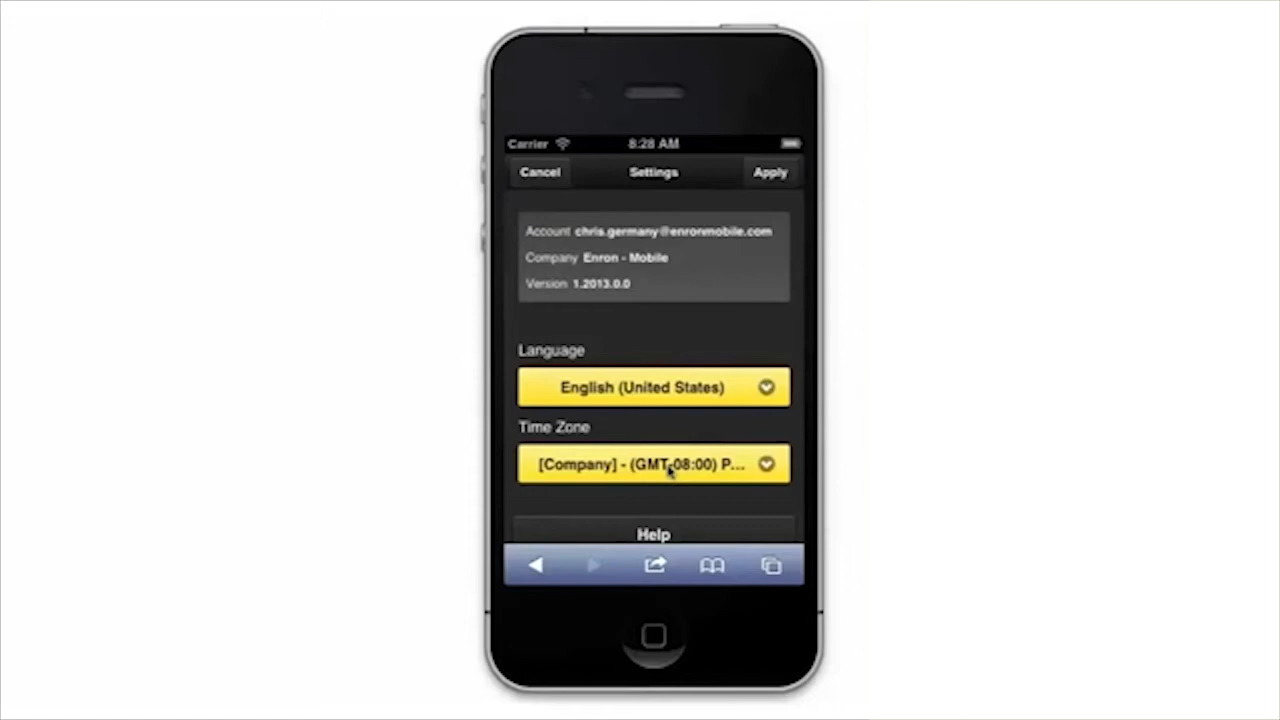 Carrier 8:28 AM
Cancel Settings Apply
Account chris.germany@enronmobile.com
Company Enron - Mobile
Version 1.2013.0.0
Language
English (United States)
Time Zone
[Company] - (GMT-08:00) P...
Help